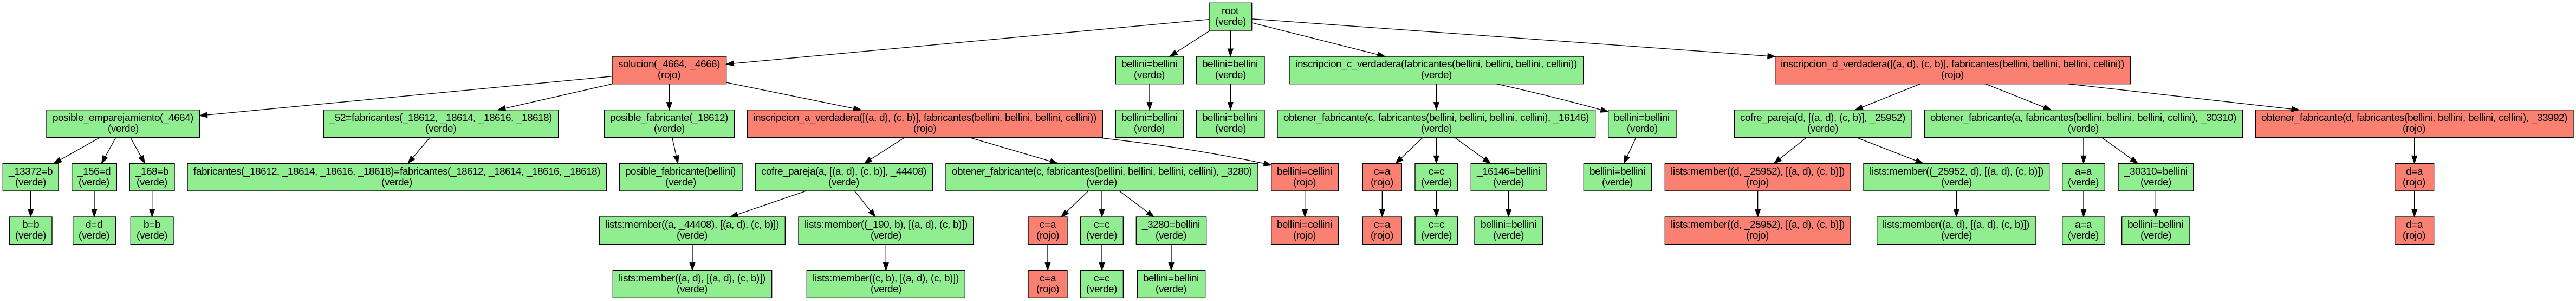 root
(verde)
solucion(_4664, _4666)
(rojo)
bellini=bellini
(verde)
bellini=bellini
(verde)
inscripcion_c_verdadera(fabricantes(bellini, bellini, bellini, cellini))
(verde)
inscripcion_d_verdadera([(a, d), (c, b)], fabricantes(bellini, bellini, bellini, cellini))
(rojo)
posible_emparejamiento(_4664)
(verde)
_52=fabricantes(_18612, _18614, _18616, _18618)
(verde)
posible_fabricante(_18612)
(verde)
inscripcion_a_verdadera([(a, d), (c, b)], fabricantes(bellini, bellini, bellini, cellini))
(rojo)
bellini=bellini
(verde)
bellini=bellini
(verde)
obtener_fabricante(c, fabricantes(bellini, bellini, bellini, cellini), _16146)
(verde)
bellini=bellini
(verde)
cofre_pareja(d, [(a, d), (c, b)], _25952)
(verde)
obtener_fabricante(a, fabricantes(bellini, bellini, bellini, cellini), _30310)
(verde)
obtener_fabricante(d, fabricantes(bellini, bellini, bellini, cellini), _33992)
(rojo)
_13372=b
(verde)
_156=d
(verde)
_168=b
(verde)
fabricantes(_18612, _18614, _18616, _18618)=fabricantes(_18612, _18614, _18616, _18618)
(verde)
posible_fabricante(bellini)
(verde)
cofre_pareja(a, [(a, d), (c, b)], _44408)
(verde)
obtener_fabricante(c, fabricantes(bellini, bellini, bellini, cellini), _3280)
(verde)
bellini=cellini
(rojo)
c=a
(rojo)
c=c
(verde)
_16146=bellini
(verde)
bellini=bellini
(verde)
lists:member((d, _25952), [(a, d), (c, b)])
(rojo)
lists:member((_25952, d), [(a, d), (c, b)])
(verde)
a=a
(verde)
_30310=bellini
(verde)
d=a
(rojo)
b=b
(verde)
d=d
(verde)
b=b
(verde)
lists:member((a, _44408), [(a, d), (c, b)])
(verde)
lists:member((_190, b), [(a, d), (c, b)])
(verde)
c=a
(rojo)
c=c
(verde)
_3280=bellini
(verde)
bellini=cellini
(rojo)
c=a
(rojo)
c=c
(verde)
bellini=bellini
(verde)
lists:member((d, _25952), [(a, d), (c, b)])
(rojo)
lists:member((a, d), [(a, d), (c, b)])
(verde)
a=a
(verde)
bellini=bellini
(verde)
d=a
(rojo)
lists:member((a, d), [(a, d), (c, b)])
(verde)
lists:member((c, b), [(a, d), (c, b)])
(verde)
c=a
(rojo)
c=c
(verde)
bellini=bellini
(verde)